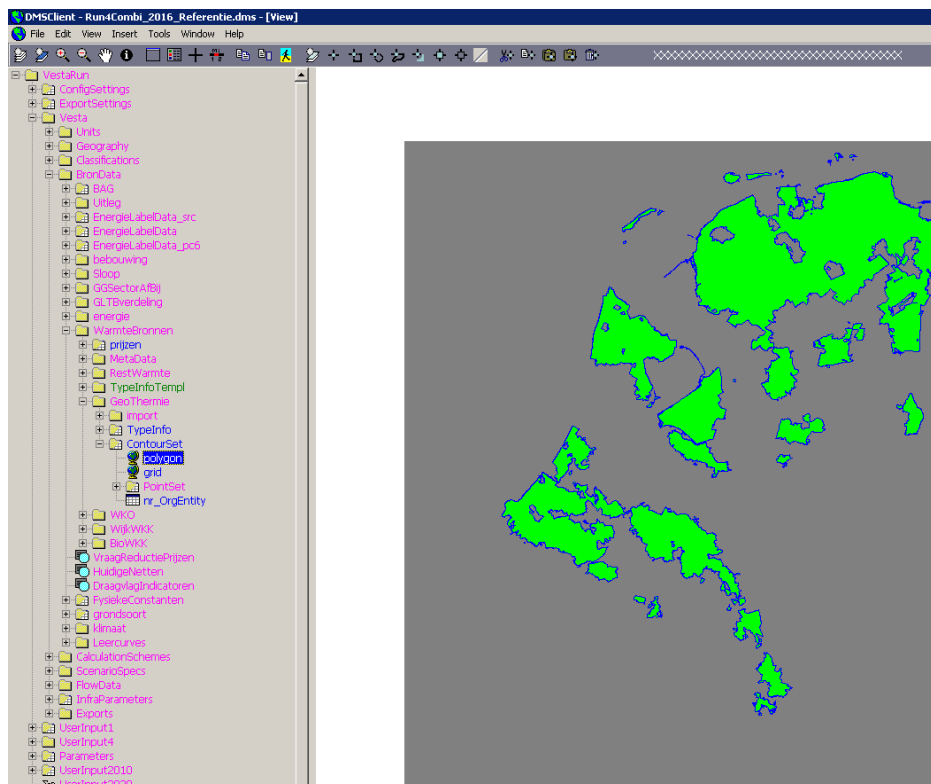 DMSClient - Run4Combi_2016_Referentie.dms - [View]
File Edit View Insert Tools Window Help
VestaRun
ConfigSettings
ExportSettings
Vesta
Units
Geography
Classifications
BronData
BAG
Uitleg
EnergieLabelData_src
EnergieLabelData
EnergieLabelData_pc6
bebouwing
Sloop
GGSectorAfBij
GLTBverdeling
energie
WarmteBronnen
prijzen
MetaData
RestWarmte
TypeInfoTempl
GeoThermie
import
TypeInfo
ContourSet
polygon
grid
PointSet
nr_OrgEntity
WKO
WijkWKK
BioWKK
VraagReductiePrijzen
HuidigeNetten
DraagvlagIndicatoren
FysiekeConstanten
grondsoort
klimaat
Leercurves
CalculationSchemes
ScenarioSpecs
FlowData
InfraParameters
Exports
UserInput1
UserInput4
Parameters
UserInput2010
UserInput2020